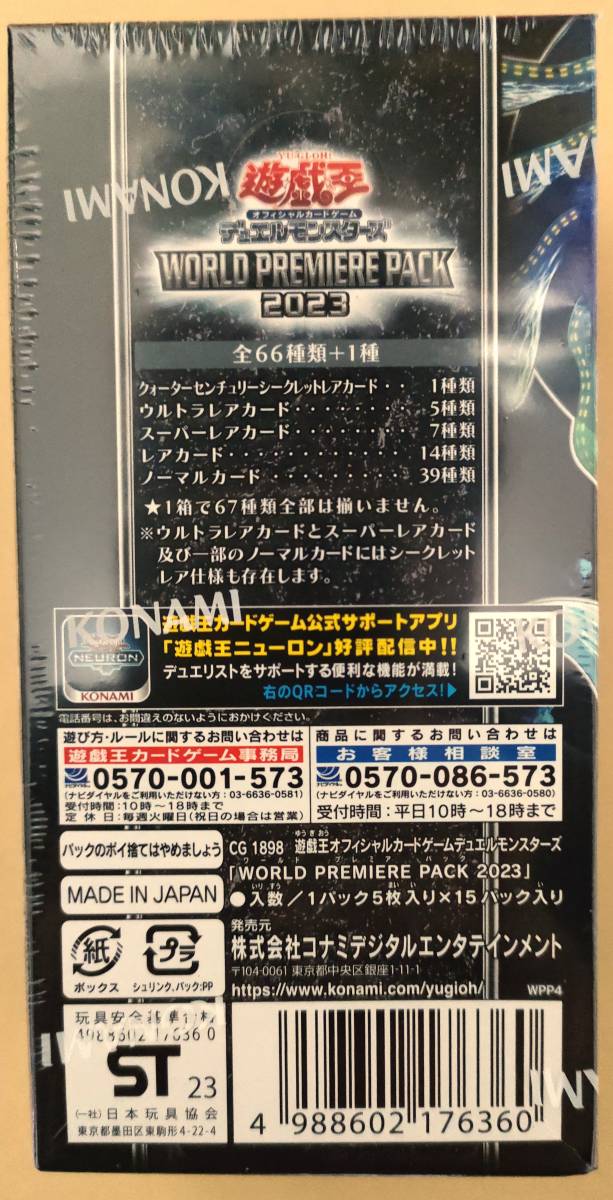 KONAMI
KONAMI
YU-GI-OH!
遊戯王
オフィシャルカードゲーム
デュエルモンスターズ
WORLD PREMIERE PACK
2023
全66種類+1種
クォーターセンチュリーシークレットレアカード・・ 1種類
ウルトラレアカード・・・・・・・・ 5種類
スーパーレアカード・・・・・・・・ 7種類
レアカード・・・・・・・・・・・・ 14種類
ノーマルカード・・・・・・・・・・ 39種類
★1箱で67種類全部は揃いません。
※ウルトラレアカードとスーパーレアカード
及び一部のノーマルカードにはシークレット
レア仕様も存在します。
KONAMI
NEURON
KONAMI
遊戯王カードゲーム公式サポートアプリ
「遊戯王ニューロン」好評配信中!!
デュエリストをサポートする便利な機能が満載!
右のQRコードからアクセス!▶
電話番号は、お間違えのないようにおかけください。
遊び方・ルールに関するお問い合わせは
遊戯王カードゲーム事務局
0570-001-573
(ナビダイヤルをご利用いただけない方:03-6636-0581)
受付時間:10時〜18時まで
定休日:毎週火曜日(祝日の場合は営業)
商品に関するお問い合わせは
お客様相談室
0570-086-573
(ナビダイヤルをご利用いただけない方:03-6636-0580)
受付時間:平日10時〜18時まで
パックのポイ捨てはやめましょう
MADE IN JAPAN
紙
ボックス
プラ
シュリンク、パック:PP
CG 1898 遊戯王オフィシャルカードゲームデュエルモンスターズ
「WORLD PREMIERE PACK 2023」
●入数/1パック5枚入り×15パック入り
発売元
株式会社コナミデジタルエンタテインメント
〒104-0061 東京都中央区銀座1-11-1
https://www.konami.com/yugioh/
WPP4
玩具安全基準合格
4988602 176360
ST 23
(一社)日本玩具協会
東京都墨田区東駒形4-22-4
4 988602 176360